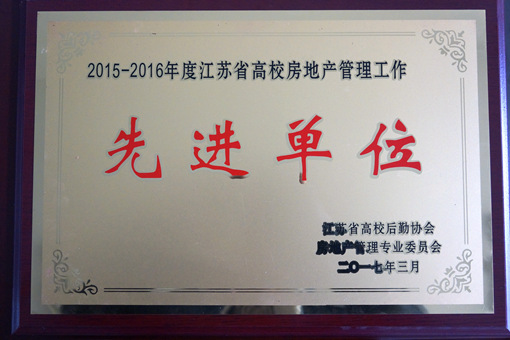 2015-2016年度江苏省高校房地产管理工作
先进单位
江苏省高校后勤协会
房地产管理专业委员会
二〇一七年三月